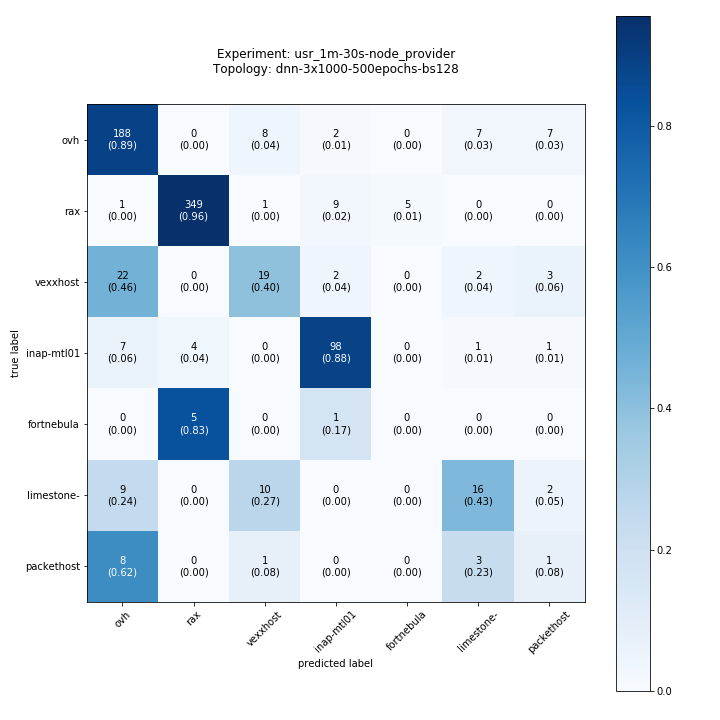 Experiment: usr_1m-30s-node_provider
Topology: dnn-3x1000-500epochs-bs128
true label
ovh
188 0 8 2 0 7 7
(0.89) (0.00) (0.04) (0.01) (0.00) (0.03) (0.03)
rax
1 349 1 9 5 0 0
(0.00) (0.96) (0.00) (0.02) (0.01) (0.00) (0.00)
vexxhost
22 0 19 2 0 2 3
(0.46) (0.00) (0.40) (0.04) (0.00) (0.04) (0.06)
inap-mtl01
7 4 0 98 0 1 1
(0.06) (0.04) (0.00) (0.88) (0.00) (0.01) (0.01)
fortnebula
0 5 0 1 0 0 0
(0.00) (0.83) (0.00) (0.17) (0.00) (0.00) (0.00)
limestone-
9 0 10 0 0 16 2
(0.24) (0.00) (0.27) (0.00) (0.00) (0.43) (0.05)
packethost
8 0 1 0 0 3 1
(0.62) (0.00) (0.08) (0.00) (0.00) (0.23) (0.08)
ovh rax vexxhost inap-mtl01 fortnebula limestone- packethost
predicted label
0.8
0.6
0.4
0.2
0.0